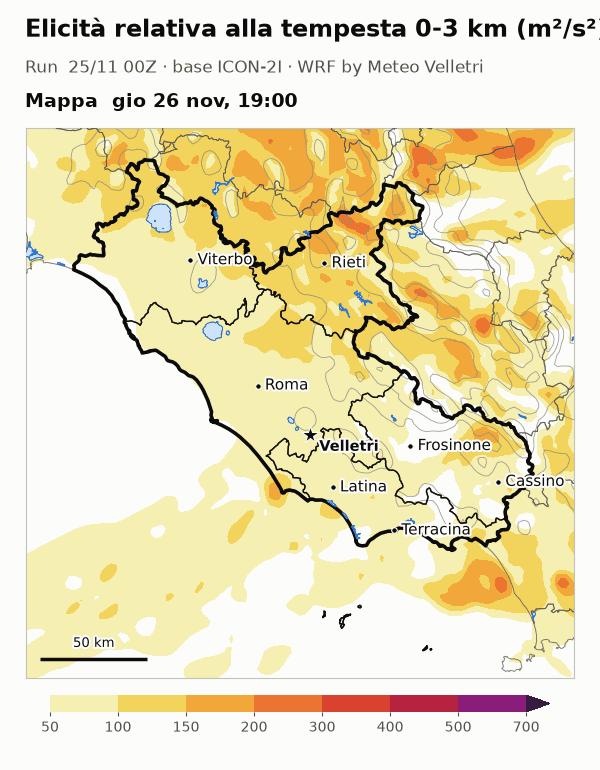 Elicità relativa alla tempesta 0-3 km (m²/s²)
Run 25/11 00Z · base ICON-2I · WRF by Meteo Velletri
Mappa gio 26 nov, 19:00
Viterbo
Rieti
Roma
Velletri
Frosinone
Cassino
Latina
Terracina
50 km
50 100 150 200 300 400 500 700